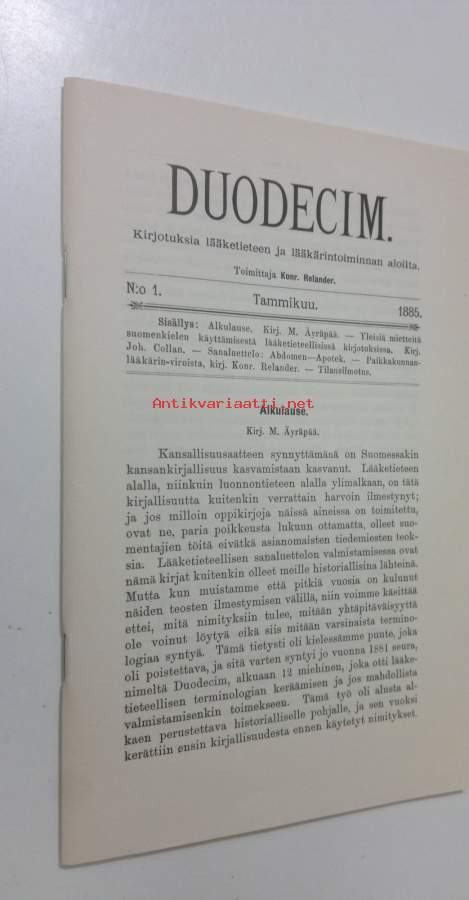 DUODECIM.
Kirjotuksia lääketieteen ja lääkärintoiminnan aloilta.
Toimittaja Konr. Relander.
N:o 1. Tammikuu. 1885.
Sisällys: Alkulause. Kirj. M. Äyräpää. — Yleisiä mietteitä
suomenkielen käyttämisestä lääketieteellisissä kirjotuksissa. Kirj.
Joh. Collan. — Sanaluettelo: Abdomen—Apotek. — Paikkakunnan-
lääkärin-viroista, kirj. Konr. Relander. — Tilausilmotus.
Antikvariaatti.net
Alkulause.
Kirj. M. Äyräpää.
Kansallisuusaatteen synnyttämänä on Suomessakin
kansankirjallisuus kasvamistaan kasvanut. Lääketieteen
alalla, niinkuin luonnontieteen alalla ylimalkaan, on tätä
kirjallisuutta kuitenkin verrattain harvoin ilmestynyt;
ja jos milloin oppikirjoja näissä aineissa on toimitettu,
ovat ne, paria poikkeusta lukuun ottamatta, olleet suo-
mentajien töitä eivätkä asianomaisten tiedemiesten teok-
sia. Lääketieteellisen sanaluettelon valmistamisessa ovat
nämä kirjat kuitenkin olleet meille historiallisina lähteinä.
Mutta kun muistamme että pitkiä vuosia on kulunut
näiden teosten ilmestymisen välillä, niin voimme käsittää
ettei, mitä nimityksiin tulee, mitään yhtäpitäväisyyttä
ole voinut löytyä eikä siis mitään varsinaista termino-
logiaa syntyä. Tämä tietysti oli kielessämme puute, joka
oli poistettava, ja sitä varten syntyi jo vuonna 1881 seura,
nimeltä Duodecim, alkuaan 12 miehinen, joka otti lääke-
tieteellisen terminologian keräämisen ja jos mahdollista
valmistamisenkin toimekseen. Tämä työ oli alusta al-
kaen perustettava historialliselle pohjalle, ja sen vuoksi
kerättiin ensin kirjallisuudesta ennen käytetyt nimitykset.